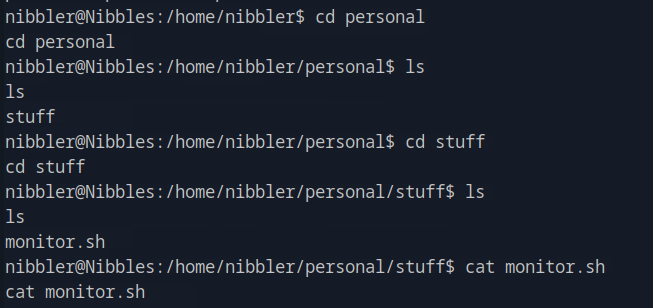 nibbler@Nibbles:/home/nibbler$ cd personal
cd personal
nibbler@Nibbles:/home/nibbler/personal$ ls
ls
stuff
nibbler@Nibbles:/home/nibbler/personal$ cd stuff
cd stuff
nibbler@Nibbles:/home/nibbler/personal/stuff$ ls
ls
monitor.sh
nibbler@Nibbles:/home/nibbler/personal/stuff$ cat monitor.sh
cat monitor.sh